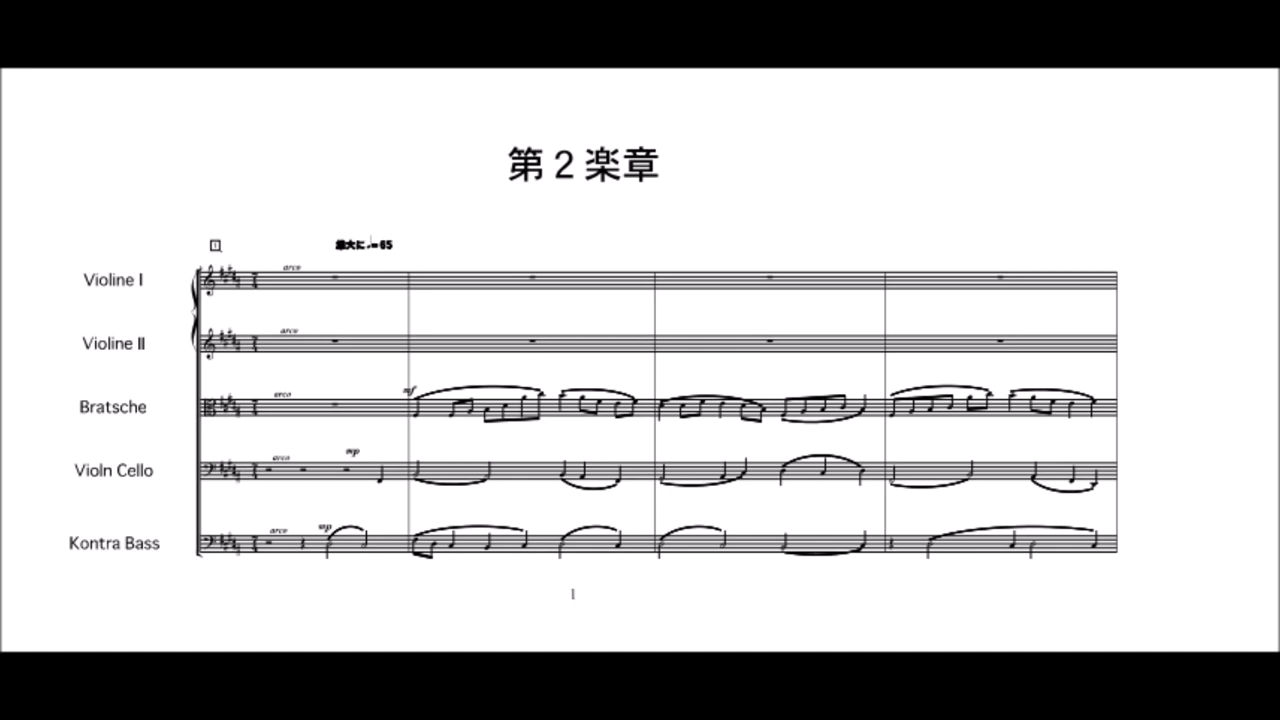 第2楽章
1
雄大に ♩=65
Violine Ⅰ
arco
Violine Ⅱ
arco
Bratsche
arco
mf
Violn Cello
arco
mp
Kontra Bass
arco
mp
1